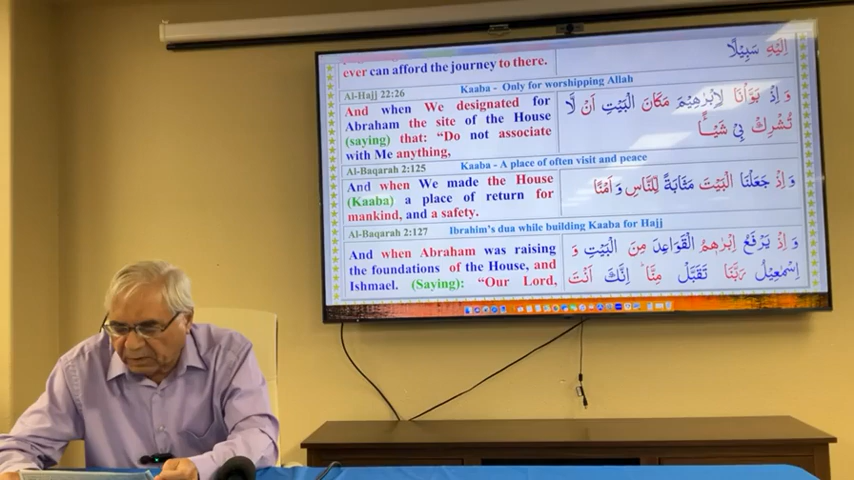 ever can afford the journey to there.
اِلَيْهِ سَبِيْلًا
Al-Hajj 22:26
Kaaba - Only for worshipping Allah
And when We designated for
Abraham the site of the House
(saying) that: “Do not associate
with Me anything,
وَ اِذْ بَوَّاْنَا لِاِبْرٰهِيْمَ مَكَانَ الْبَيْتِ اَنْ لَّا
تُشْرِكْ بِيْ شَيْـًٔا
Al-Baqarah 2:125
Kaaba - A place of often visit and peace
And when We made the House
(Kaaba) a place of return for
mankind, and a safety.
وَ اِذْ جَعَلْنَا الْبَيْتَ مَثَابَةً لِّلنَّاسِ وَ اَمْنًا
Al-Baqarah 2:127
Ibrahim's dua while building Kaaba for Hajj
And when Abraham was raising
the foundations of the House, and
Ishmael. (Saying): “Our Lord,
وَ اِذْ يَرْفَعُ اِبْرٰهٖمُ الْقَوَاعِدَ مِنَ الْبَيْتِ وَ
اِسْمٰعِيْلُ رَبَّنَا تَقَبَّلْ مِنَّا اِنَّكَ اَنْتَ